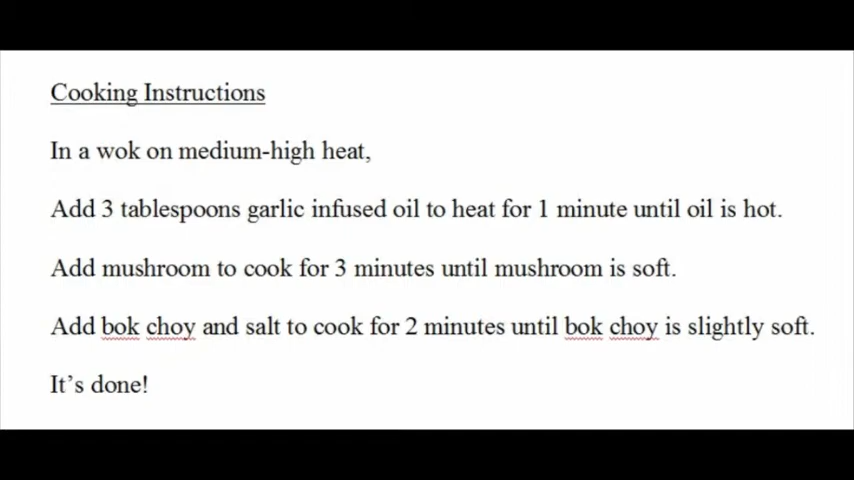 Cooking Instructions
In a wok on medium-high heat,
Add 3 tablespoons garlic infused oil to heat for 1 minute until oil is hot.
Add mushroom to cook for 3 minutes until mushroom is soft.
Add bok choy and salt to cook for 2 minutes until bok choy is slightly soft.
It’s done!